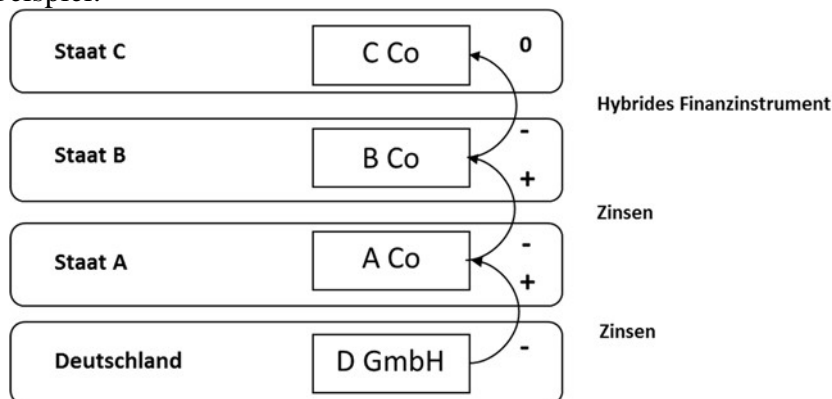 Staat C
C Co
0
Hybrides Finanzinstrument
-
Staat B
B Co
+
Zinsen
-
Staat A
A Co
+
Zinsen
Deutschland
D GmbH
-